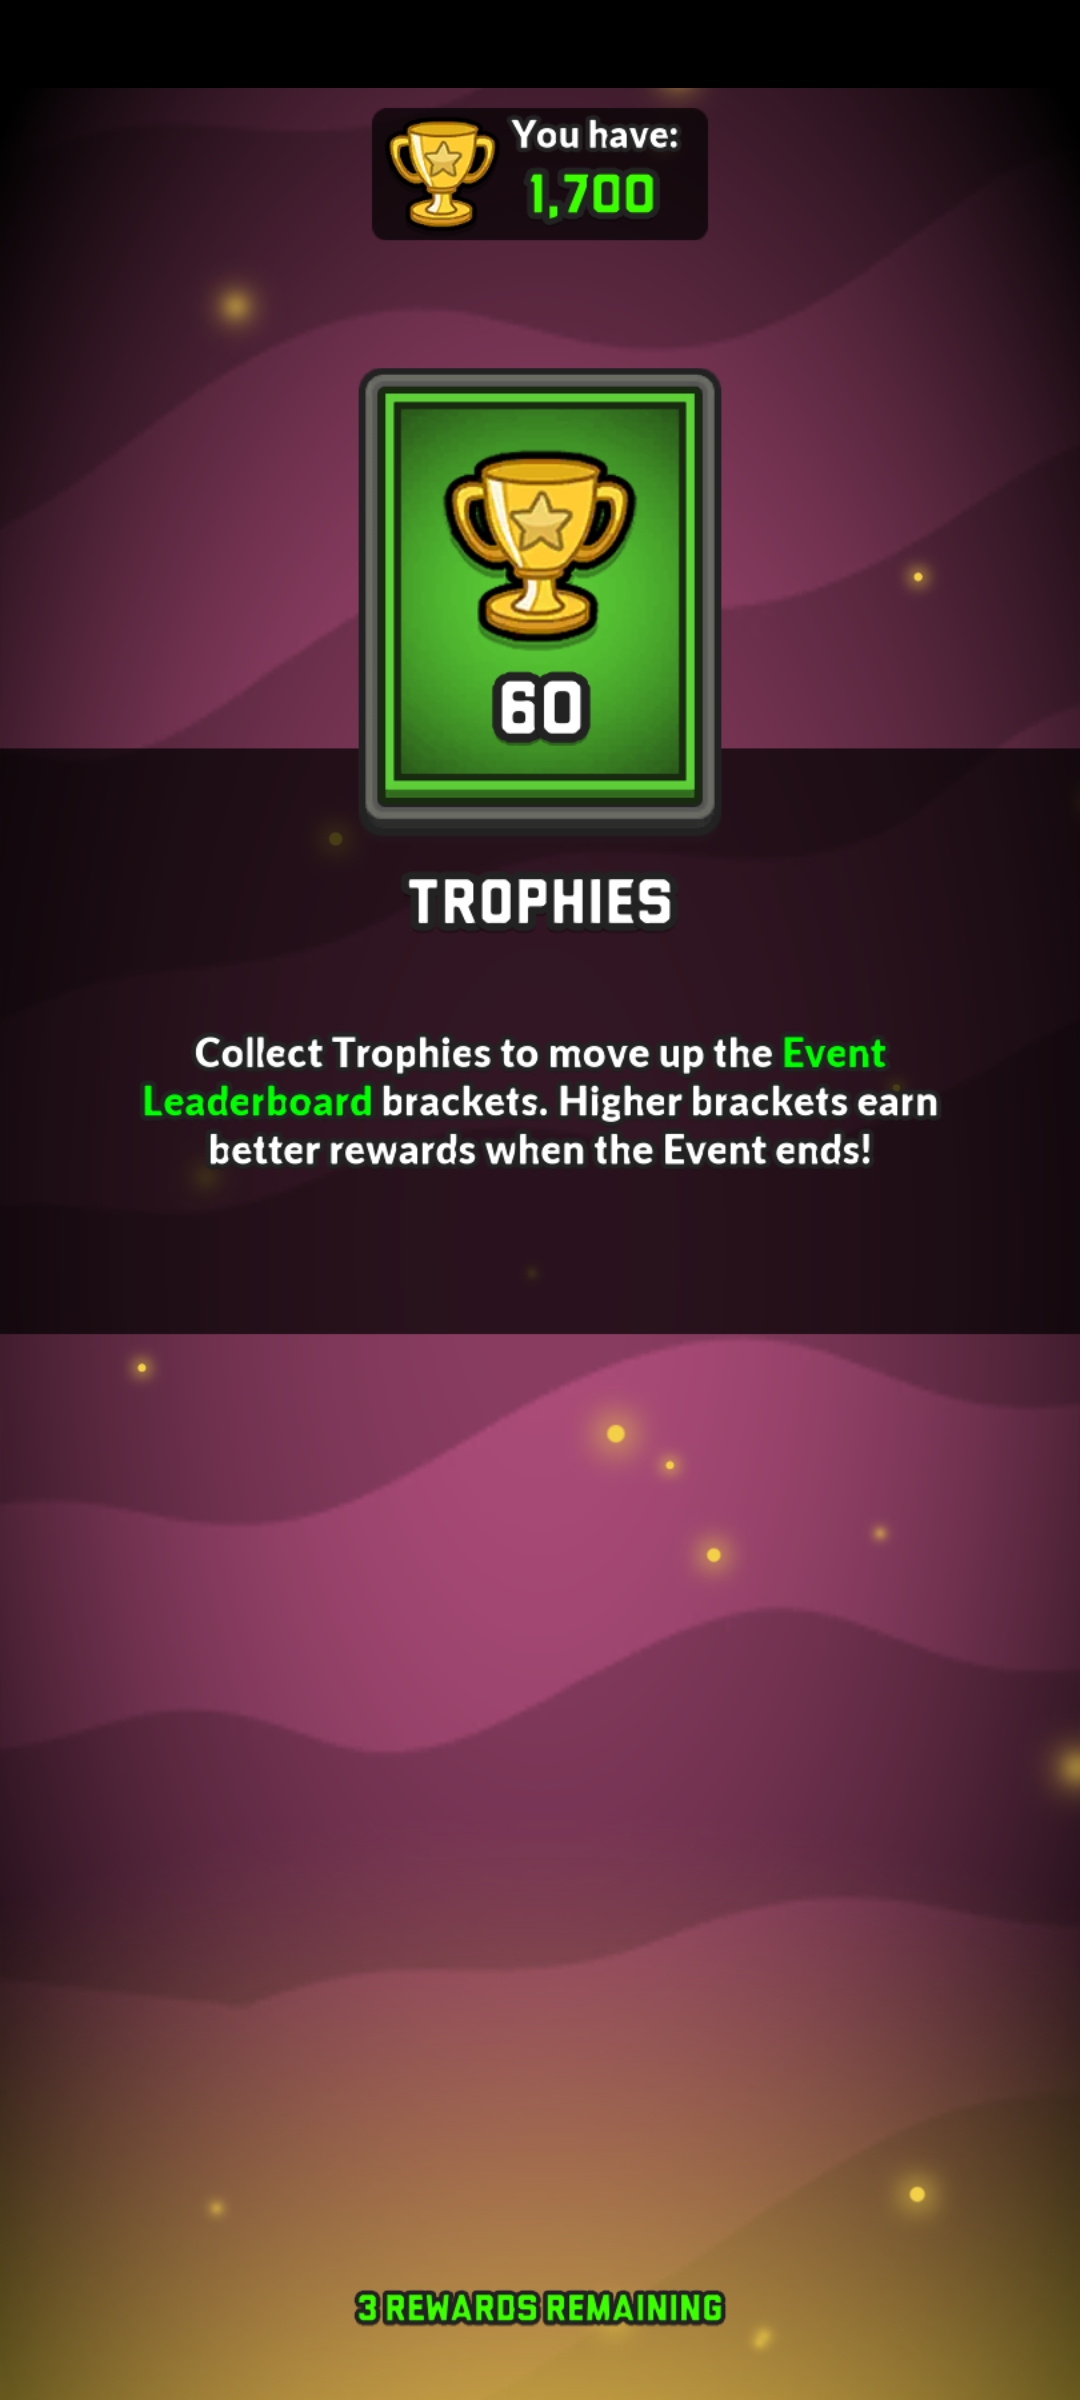 You have:
1,700
60
TROPHIES
Collect Trophies to move up the Event
Leaderboard brackets. Higher brackets earn
better rewards when the Event ends!
3 REWARDS REMAINING